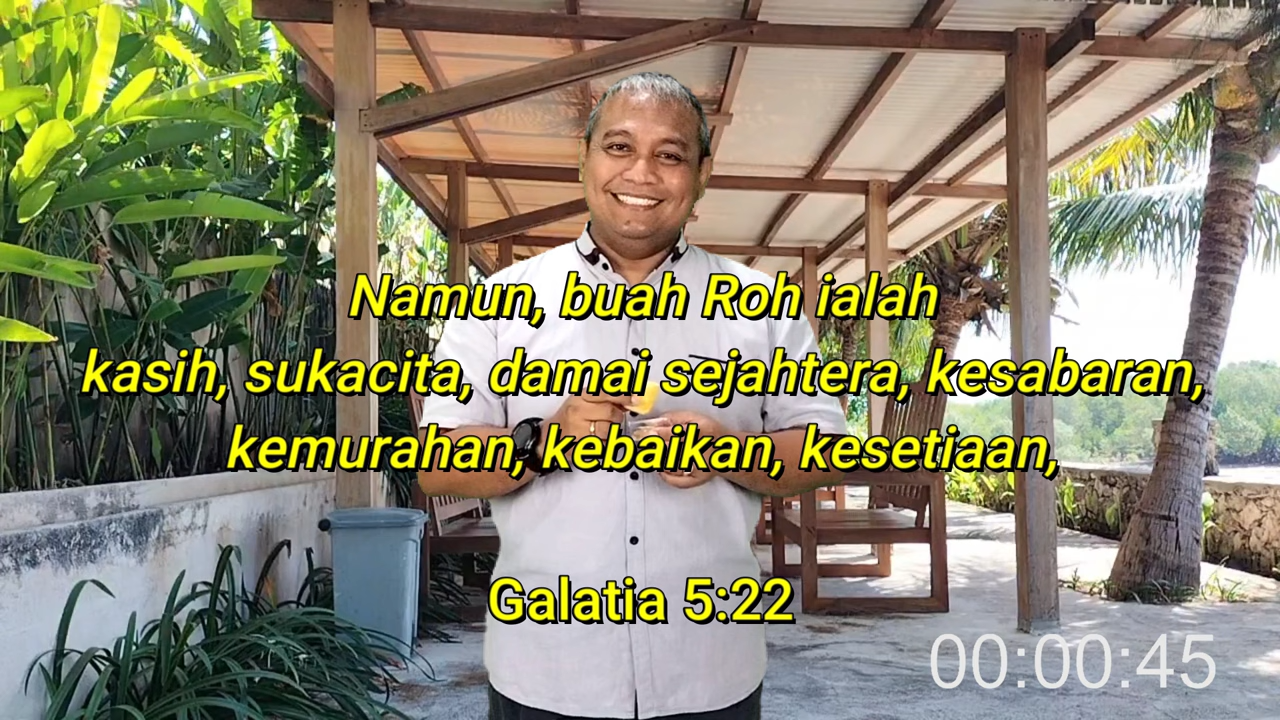 Namun, buah Roh ialah
kasih, sukacita, damai sejahtera, kesabaran,
kemurahan, kebaikan, kesetiaan,
Galatia 5:22
00:00:45